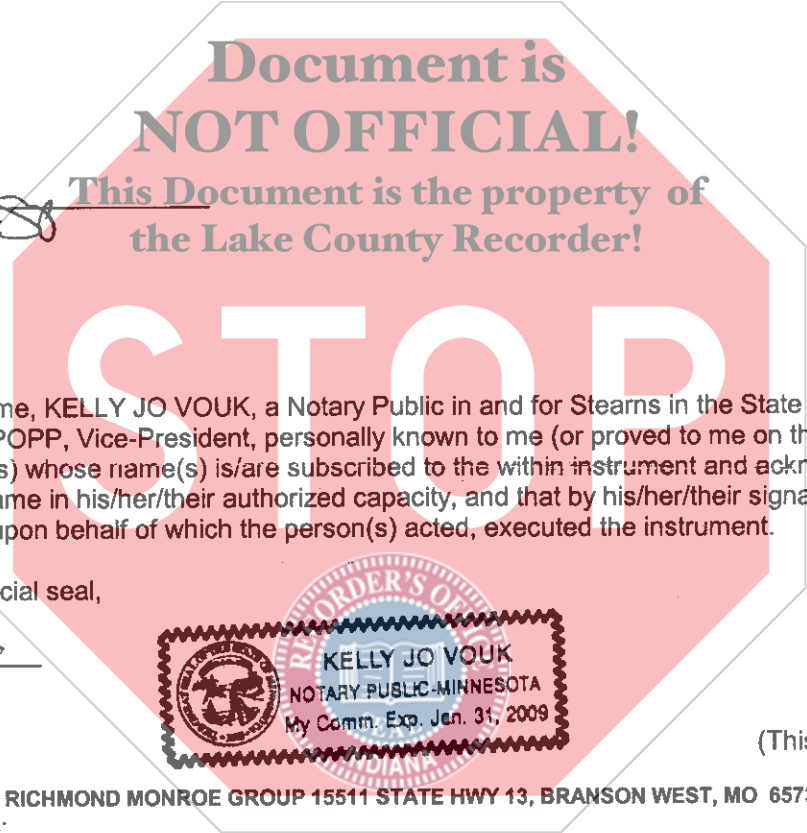 Document is
NOT OFFICIAL!
This Document is the property of
the Lake County Recorder!
STOP
me, KELLY JO VOUK, a Notary Public in and for Stearns in the State
POPP, Vice-President, personally known to me (or proved to me on th
s) whose name(s) is/are subscribed to the within instrument and ackn
ame in his/her/their authorized capacity, and that by his/her/their signa
upon behalf of which the person(s) acted, executed the instrument.
cial seal,
RECORDER'S OFFICE
KELLY JO VOUK
NOTARY PUBLIC-MINNESOTA
My Comm. Exp. Jan. 31, 2009
INDIANA
(This
RICHMOND MONROE GROUP 15511 STATE HWY 13, BRANSON WEST, MO 6573